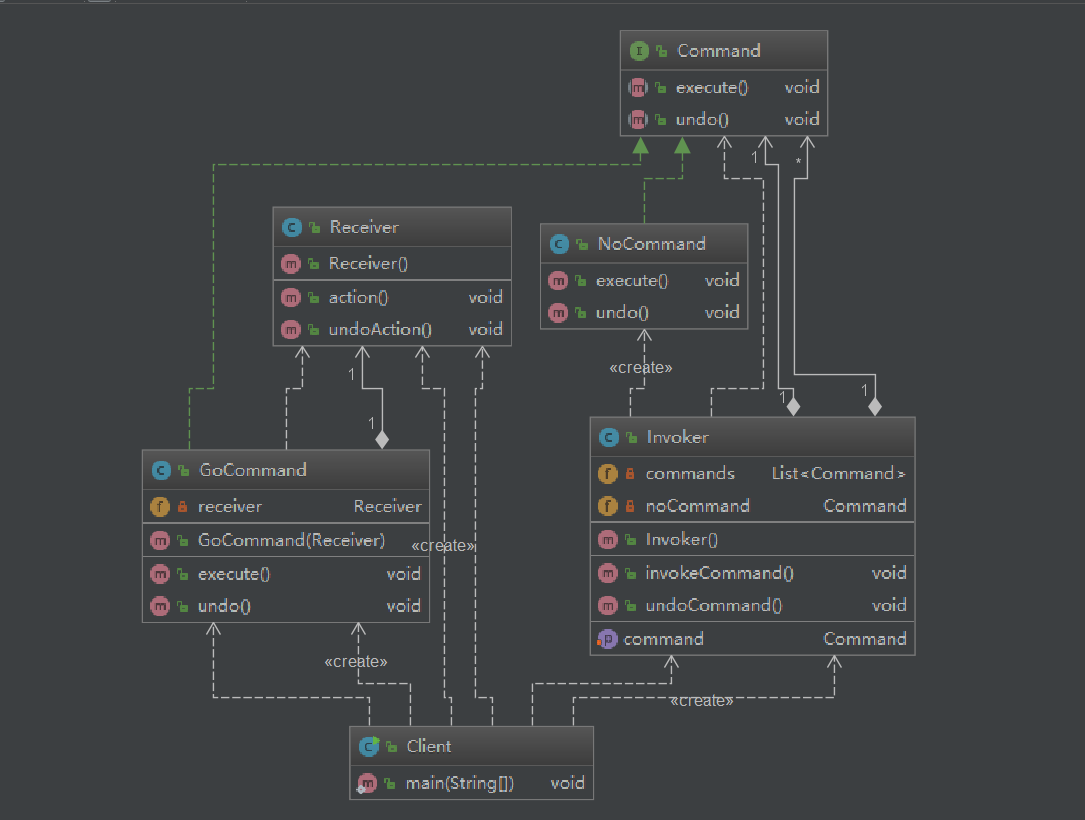 Command
execute() void
undo() void
1
*
Receiver
Receiver()
action() void
undoAction() void
NoCommand
execute() void
undo() void
«create»
1
1
1
1
GoCommand
receiver Receiver
GoCommand(Receiver)
execute() void
undo() void
«create»
Invoker
commands List<Command>
noCommand Command
Invoker()
invokeCommand() void
undoCommand() void
command Command
«create»
«create»
Client
main(String[]) void